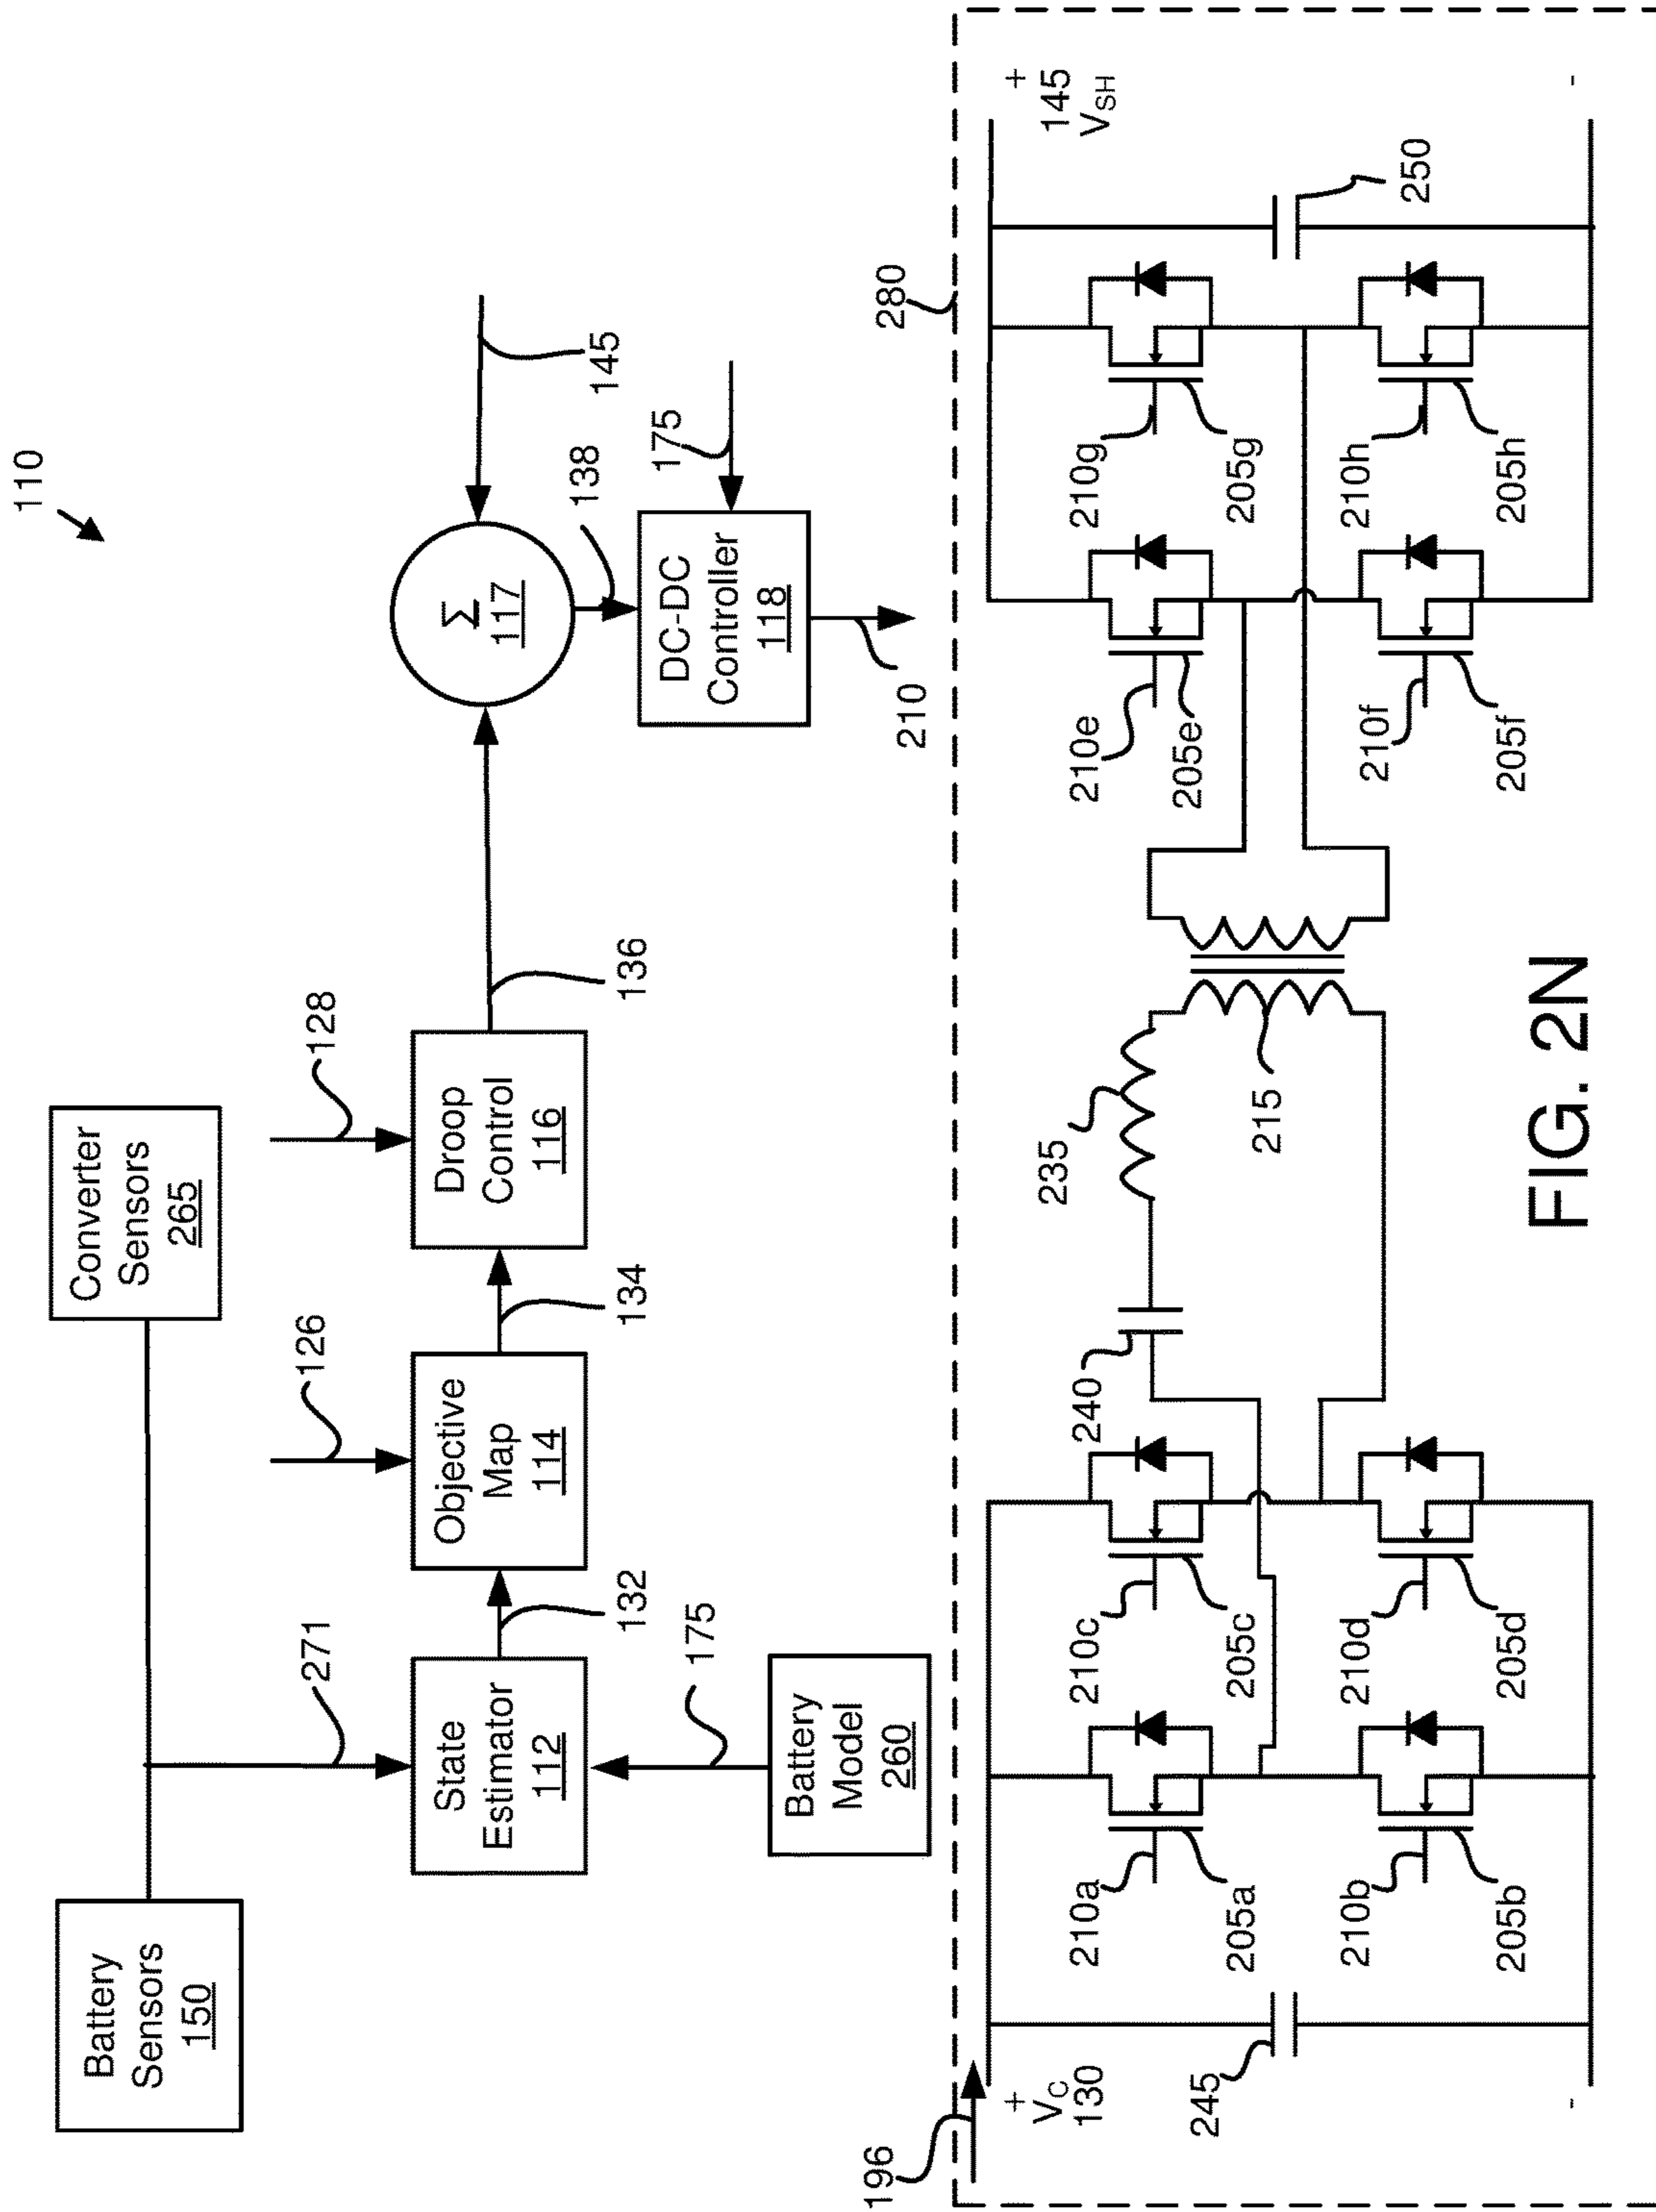 110
Battery
Sensors
150
Converter
Sensors
265
271
126
128
State
Estimator
112
132
Objective
Map
114
134
Droop
Control
116
136
Σ
117
145
138
175
Battery
Model
260
DC-DC
Controller
118
175
210
196
280
+
VC
130
-
245
210a
205a
210b
205b
210c
205c
210d
205d
240
235
215
210e
205e
210f
205f
210g
205g
210h
205h
250
+
145
VSH
-
FIG. 2N